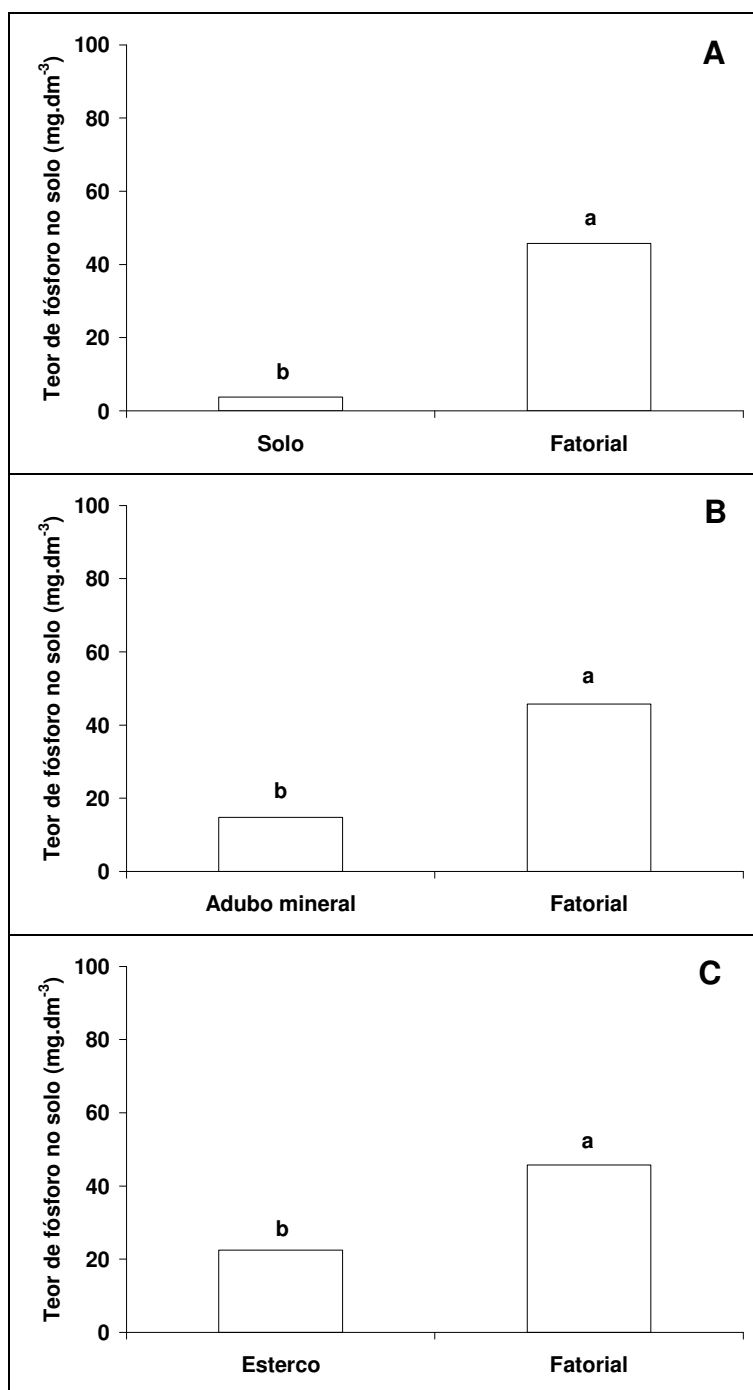 A
Teor de fósforo no solo (mg.dm⁻³)
100
80
60
40
20
0
b
a
Solo Fatorial
B
Teor de fósforo no solo (mg.dm⁻³)
100
80
60
40
20
0
b
a
Adubo mineral Fatorial
C
Teor de fósforo no solo (mg.dm⁻³)
100
80
60
40
20
0
b
a
Esterco Fatorial